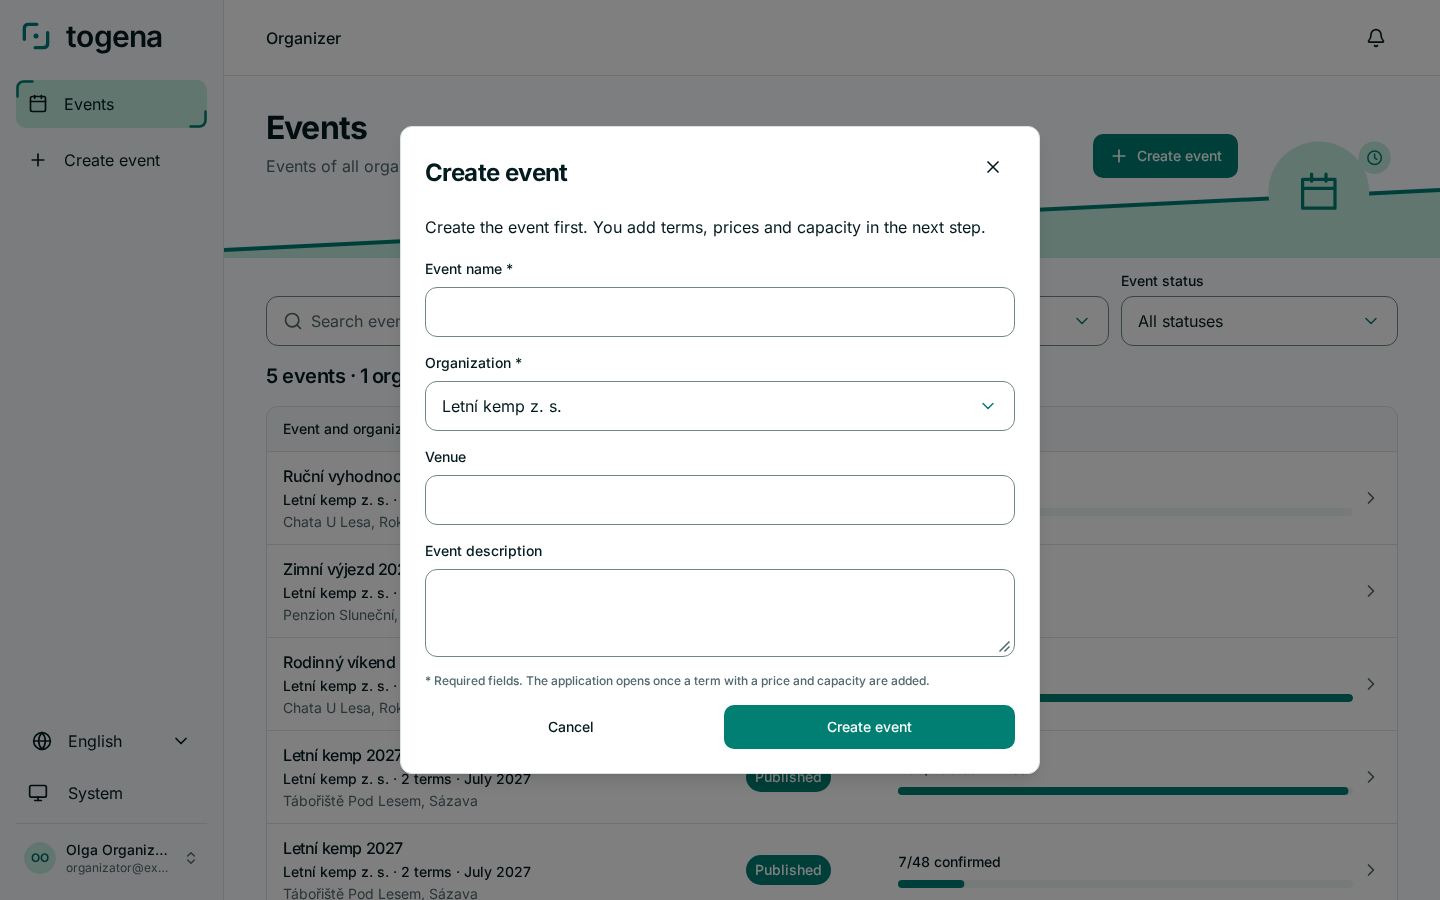 togena
Organizer
Events
Create event
Events
Events of all orga
Create event
Search ever
Event status
All statuses
5 events · 1 org
Event and organiz
Ruční vyhodnoc
Letní kemp z. s. ·
Chata U Lesa, Rok
Zimní výjezd 202
Letní kemp z. s. ·
Penzion Sluneční,
Rodinný víkend
Letní kemp z. s. ·
Chata U Lesa, Rok
Letní kemp 2027
Letní kemp z. s. · 2 terms · July 2027
Tábořiště Pod Lesem, Sázava
Published
Letní kemp 2027
Letní kemp z. s. · 2 terms · July 2027
Tábořiště Pod Lesem, Sázava
Published
7/48 confirmed
Create event
Create the event first. You add terms, prices and capacity in the next step.
Event name *
Organization *
Letní kemp z. s.
Venue
Event description
* Required fields. The application opens once a term with a price and capacity are added.
Cancel
Create event
English
System
OO
Olga Organiz...
organizator@ex...